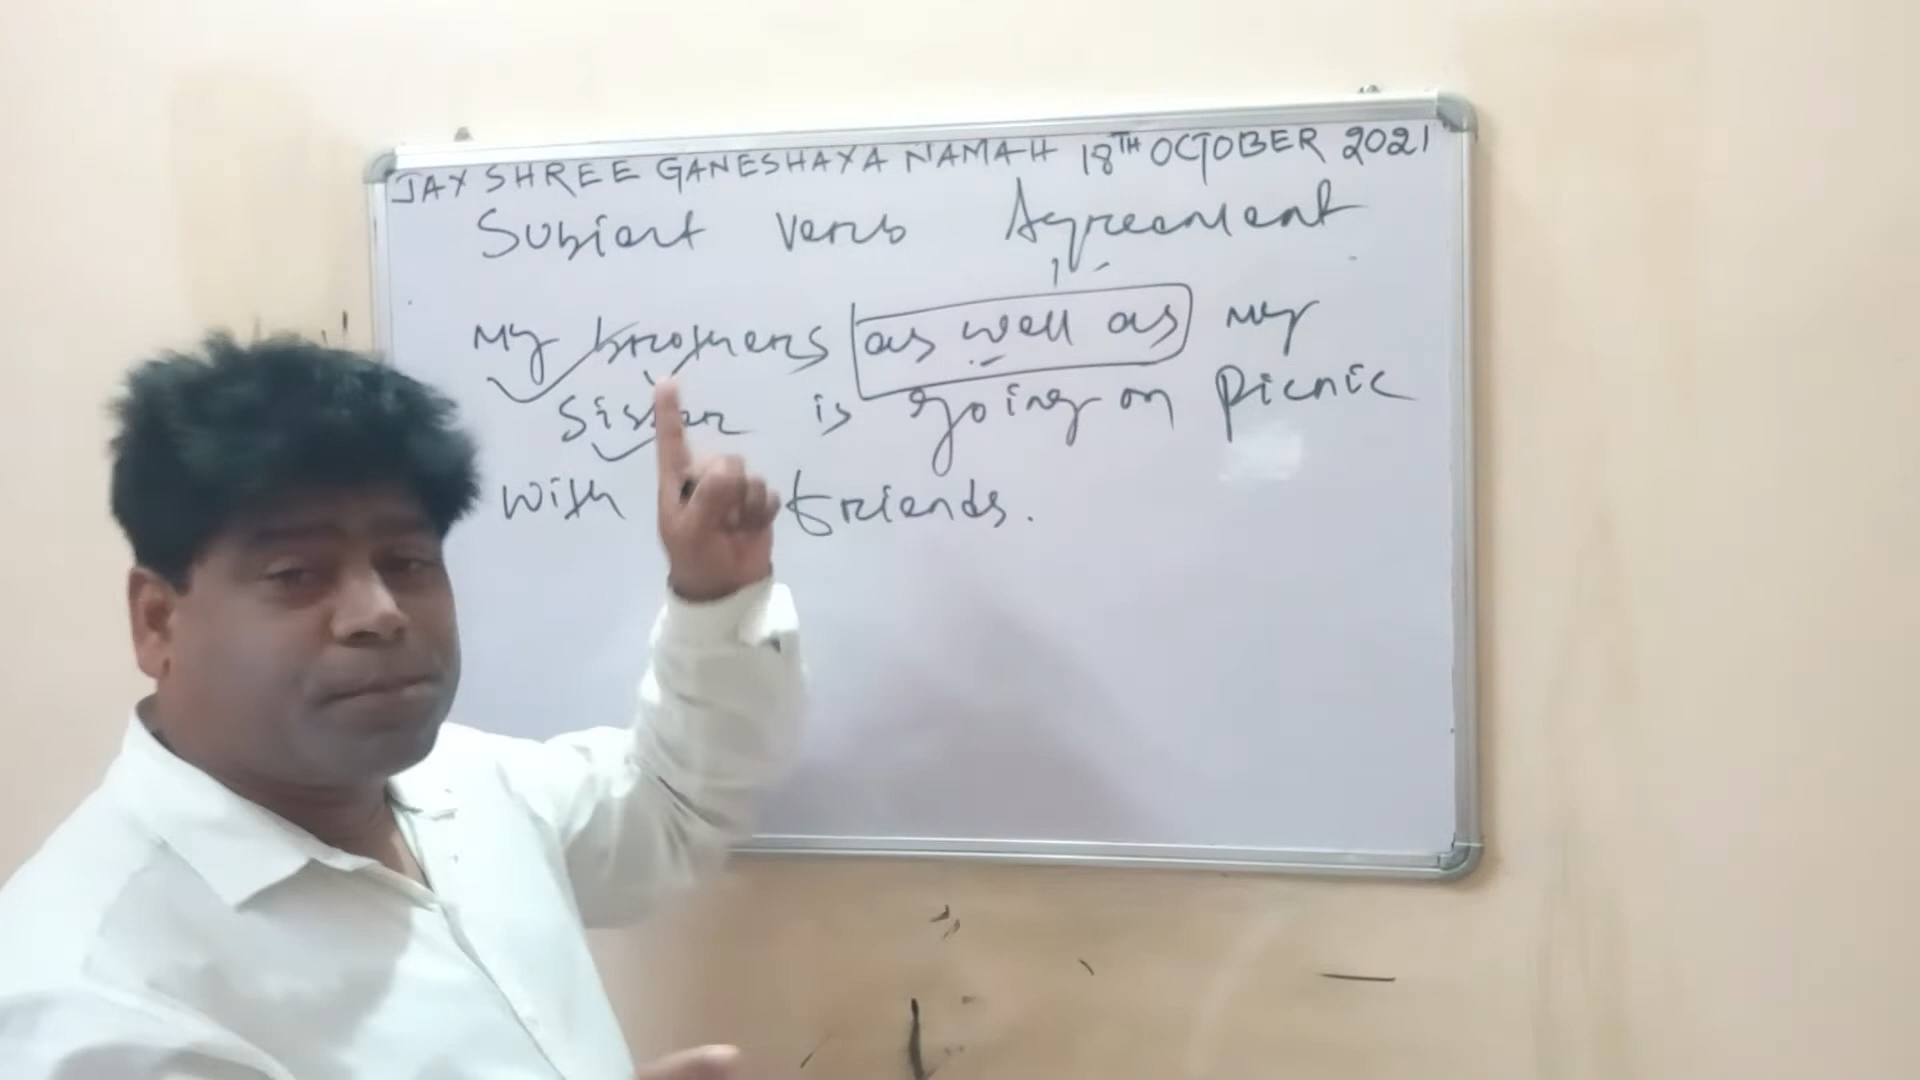 JAY SHREE GANESHAYA NAMAH 18TH OCTOBER 2021
Subject Verb Agreement
My brothers as well as my
Sister is going on Picnic
with friends.